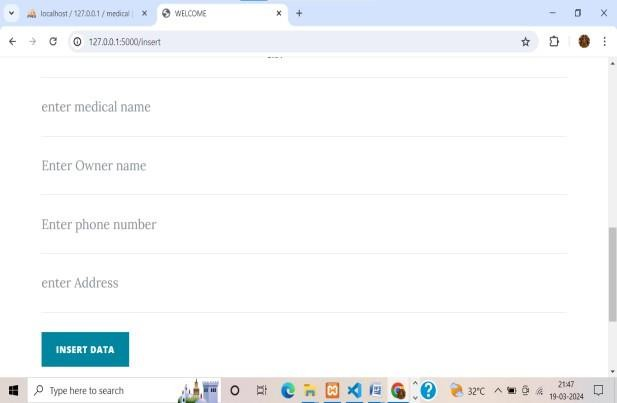 localhost / 127.0.0.1 / medical
WELCOME
127.0.0.1:5000/insert
enter medical name
Enter Owner name
Enter phone number
enter Address
INSERT DATA
Type here to search
32°C
21:47
19-03-2024